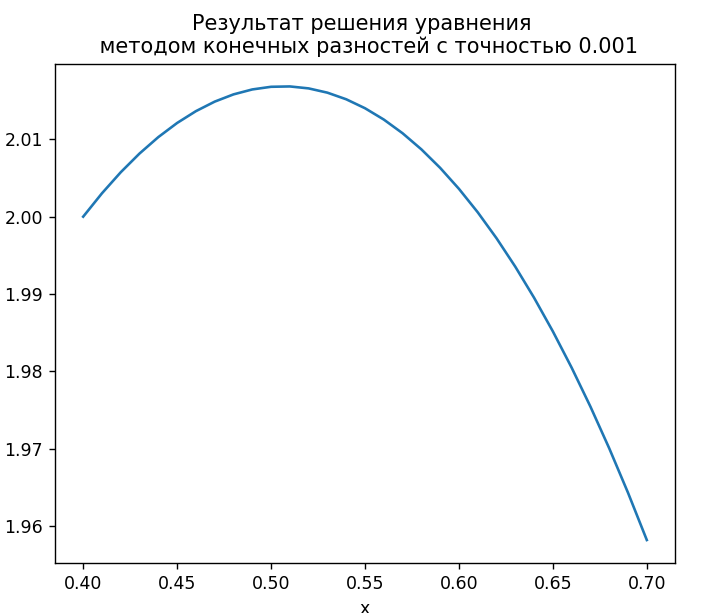 Результат решения уравнения
методом конечных разностей с точностью 0.001
2.01
2.00
1.99
1.98
1.97
1.96
0.40 0.45 0.50 0.55 0.60 0.65 0.70
x